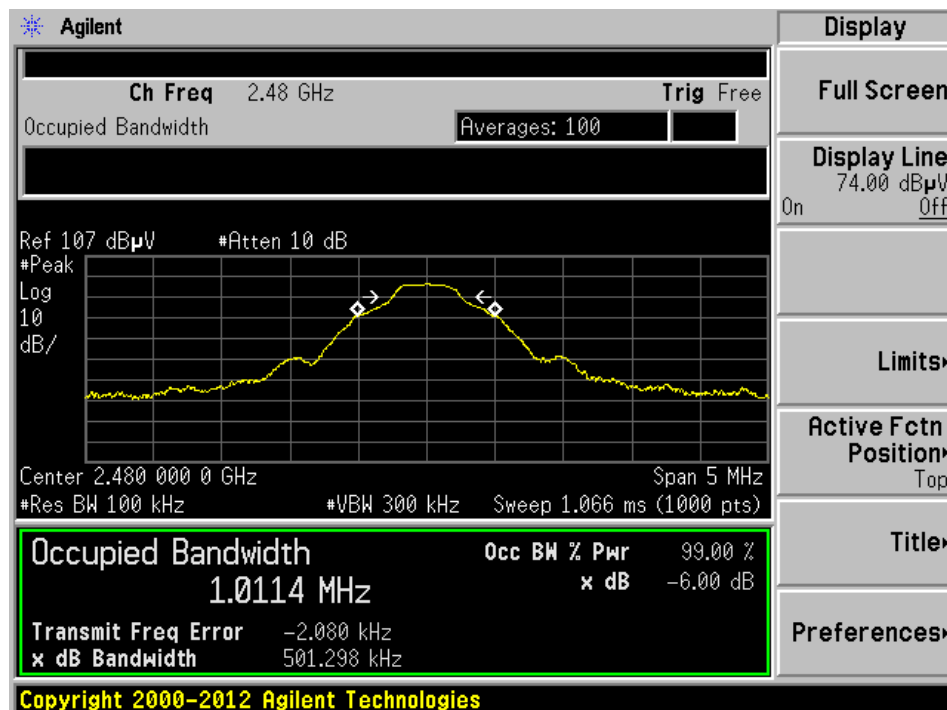 Agilent
Ch Freq 2.48 GHz Trig Free
Occupied Bandwidth Averages: 100
Ref 107 dBµV #Atten 10 dB
#Peak
Log
10
dB/
Center 2.480 000 0 GHz Span 5 MHz
#Res BW 100 kHz #VBW 300 kHz Sweep 1.066 ms (1000 pts)
Occupied Bandwidth Occ BW % Pwr 99.00 %
1.0114 MHz x dB -6.00 dB
Transmit Freq Error -2.080 kHz
x dB Bandwidth 501.298 kHz
Copyright 2000-2012 Agilent Technologies
Display
Full Screen
Display Line
74.00 dBµV
On Off
Limits
Active Fctn
Position
Top
Title
Preferences